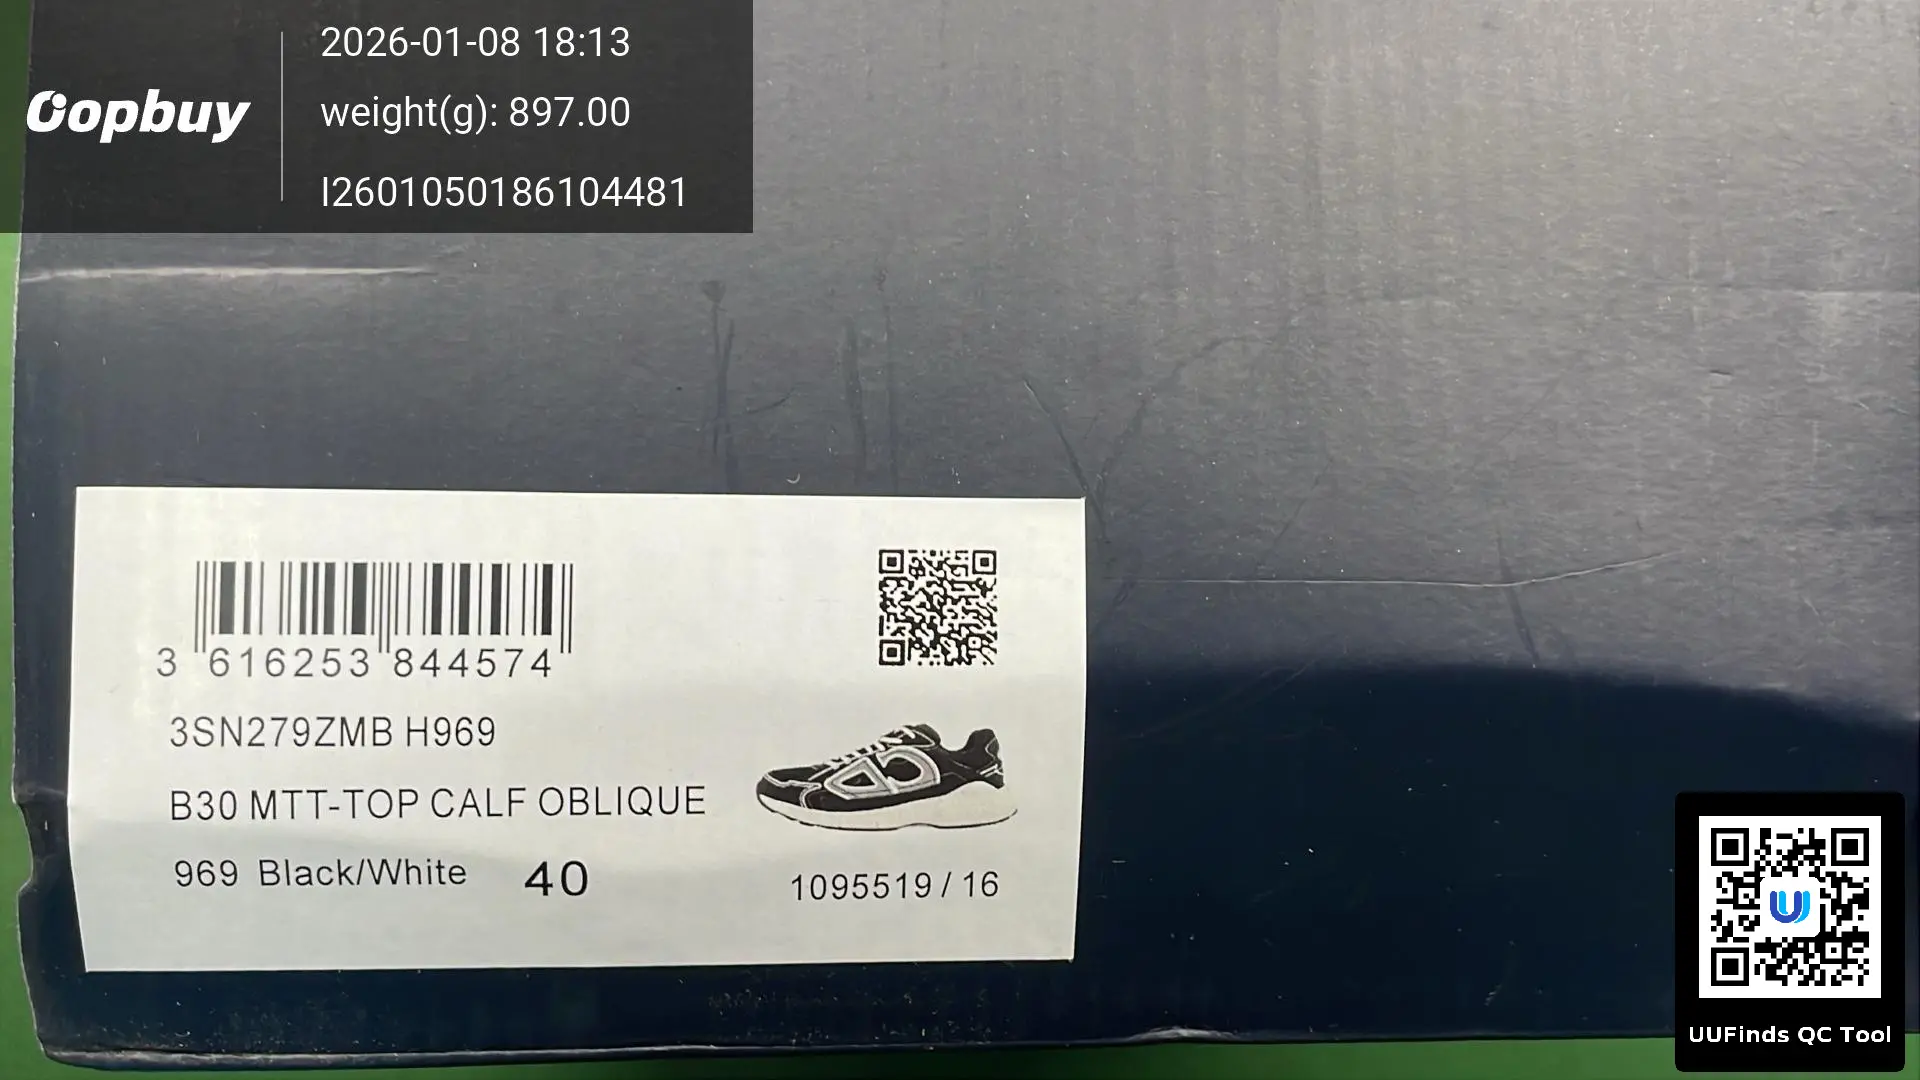 Oopbuy
2026-01-08 18:13
weight(g): 897.00
I2601050186104481
3 616253 844574
3SN279ZMB H969
B30 MTT-TOP CALF OBLIQUE
969 Black/White 40
1095519 / 16
UUFinds QC Tool